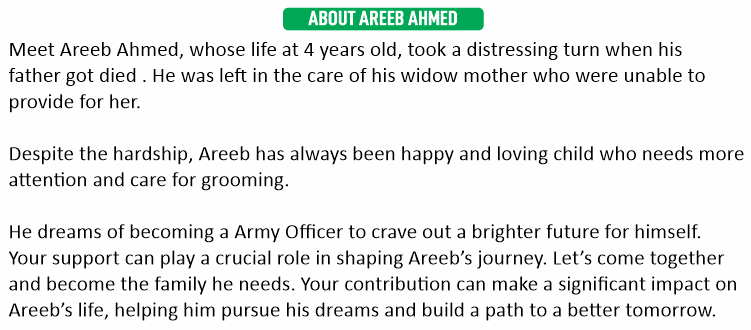 ABOUT AREEB AHMED
Meet Areeb Ahmed, whose life at 4 years old, took a distressing turn when his
father got died . He was left in the care of his widow mother who were unable to
provide for her.
Despite the hardship, Areeb has always been happy and loving child who needs more
attention and care for grooming.
He dreams of becoming a Army Officer to crave out a brighter future for himself.
Your support can play a crucial role in shaping Areeb’s journey. Let’s come together
and become the family he needs. Your contribution can make a significant impact on
Areeb’s life, helping him pursue his dreams and build a path to a better tomorrow.